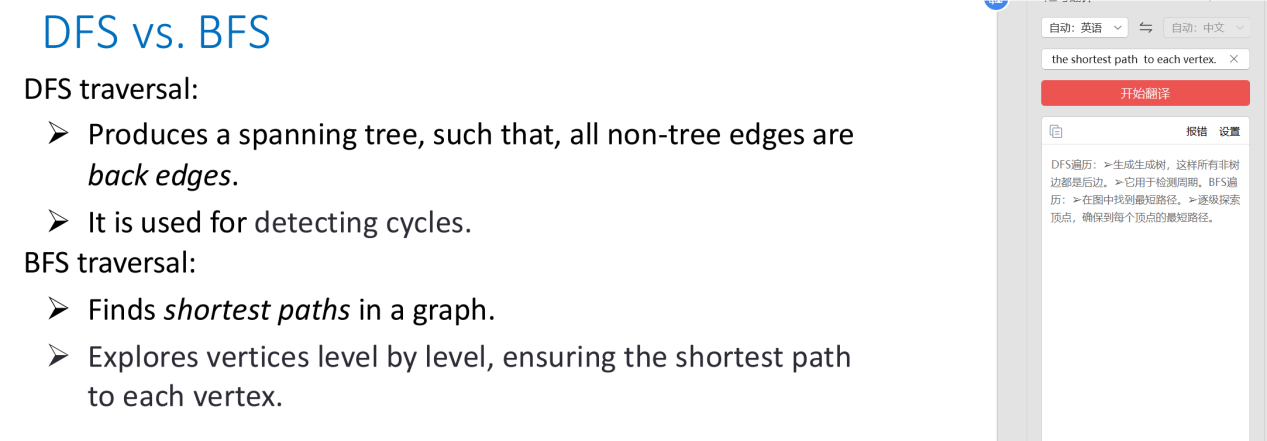 DFS vs. BFS
DFS traversal:
➢ Produces a spanning tree, such that, all non-tree edges are
back edges.
➢ It is used for detecting cycles.
BFS traversal:
➢ Finds shortest paths in a graph.
➢ Explores vertices level by level, ensuring the shortest path
to each vertex.
自动：英语
自动：中文
the shortest path to each vertex.
开始翻译
报错 设置
DFS遍历：➢生成生成树，这样所有非树
边都是后边。➢它用于检测周期。BFS遍
历：➢在图中找到最短路径。➢逐级探索
顶点，确保到每个顶点的最短路径。